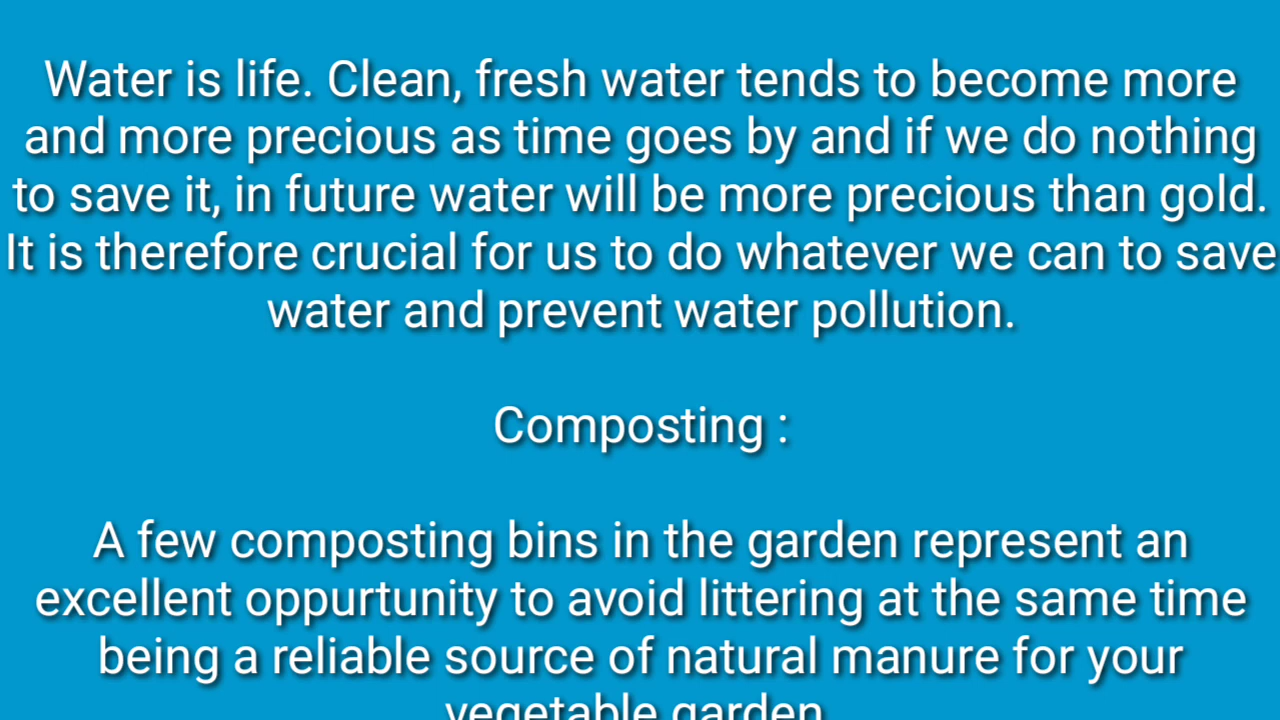 Water is life. Clean, fresh water tends to become more
and more precious as time goes by and if we do nothing
to save it, in future water will be more precious than gold.
It is therefore crucial for us to do whatever we can to save
water and prevent water pollution.
Composting :
A few composting bins in the garden represent an
excellent oppurtunity to avoid littering at the same time
being a reliable source of natural manure for your
vegetable garden